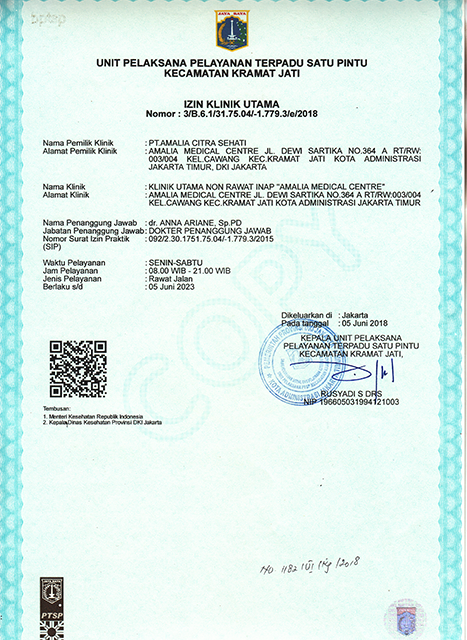 JAYA RAYA
UNIT PELAKSANA PELAYANAN TERPADU SATU PINTU
KECAMATAN KRAMAT JATI
IZIN KLINIK UTAMA
Nomor : 3/B.6.1/31.75.04/-1.779.3/e/2018
Nama Pemilik Klinik : PT.AMALIA CITRA SEHATI
Alamat Pemilik Klinik : AMALIA MEDICAL CENTRE JL. DEWI SARTIKA NO.364 A RT/RW:
003/004 KEL.CAWANG KEC.KRAMAT JATI KOTA ADMINISTRASI
JAKARTA TIMUR, DKI JAKARTA
Nama Klinik : KLINIK UTAMA NON RAWAT INAP "AMALIA MEDICAL CENTRE"
Alamat Klinik : AMALIA MEDICAL CENTRE JL. DEWI SARTIKA NO.364 A RT/RW:003/004
KEL.CAWANG KEC.KRAMAT JATI KOTA ADMINISTRASI JAKARTA TIMUR
Nama Penanggung Jawab : dr. ANNA ARIANE, Sp.PD
Jabatan Penanggung Jawab : DOKTER PENANGGUNG JAWAB
Nomor Surat Izin Praktik : 092/2.30.1751.75.04/-1.779.3/2015
(SIP)
Waktu Pelayanan : SENIN-SABTU
Jam Pelayanan : 08.00 WIB - 21.00 WIB
Jenis Pelayanan : Rawat Jalan
Berlaku s/d : 05 Juni 2023
COPY
Dikeluarkan di : Jakarta
Pada tanggal : 05 Juni 2018
KEPALA UNIT PELAKSANA
PELAYANAN TERPADU SATU PINTU
KECAMATAN KRAMAT JATI,
RUSYADI S DRS
NIP 196605031994121003
Tembusan:
1. Menteri Kesehatan Republik Indonesia
2. Kepala Dinas Kesehatan Provinsi DKI Jakarta
PTSP